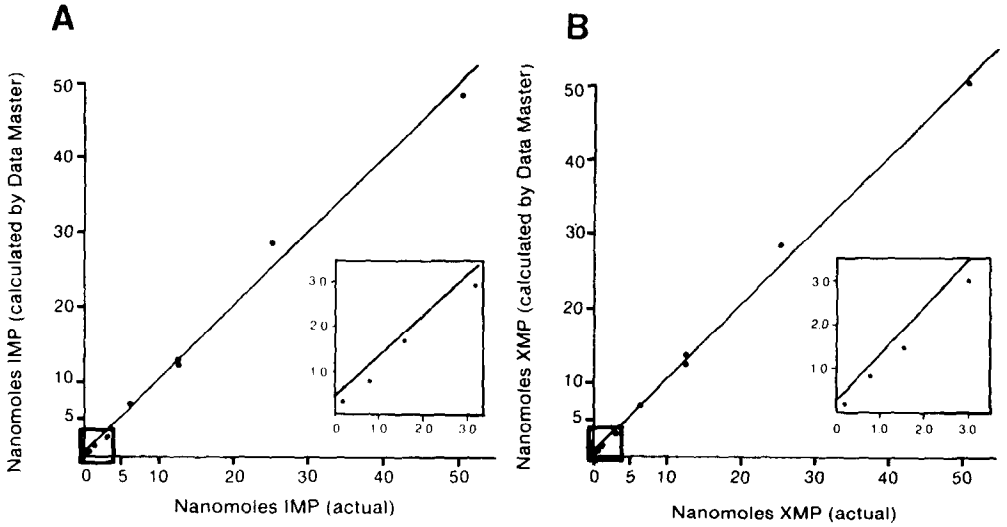 A
Nanomoles IMP (calculated by Data Master)
50
40
30
20
10
5
0 5 10 20 30 40 50
Nanomoles IMP (actual)
3.0
2.0
1.0
0 1.0 2.0 3.0
B
Nanomoles XMP (calculated by Data Master)
50
40
30
20
10
5
0 5 10 20 30 40 50
Nanomoles XMP (actual)
3.0
2.0
1.0
0 1.0 2.0 3.0